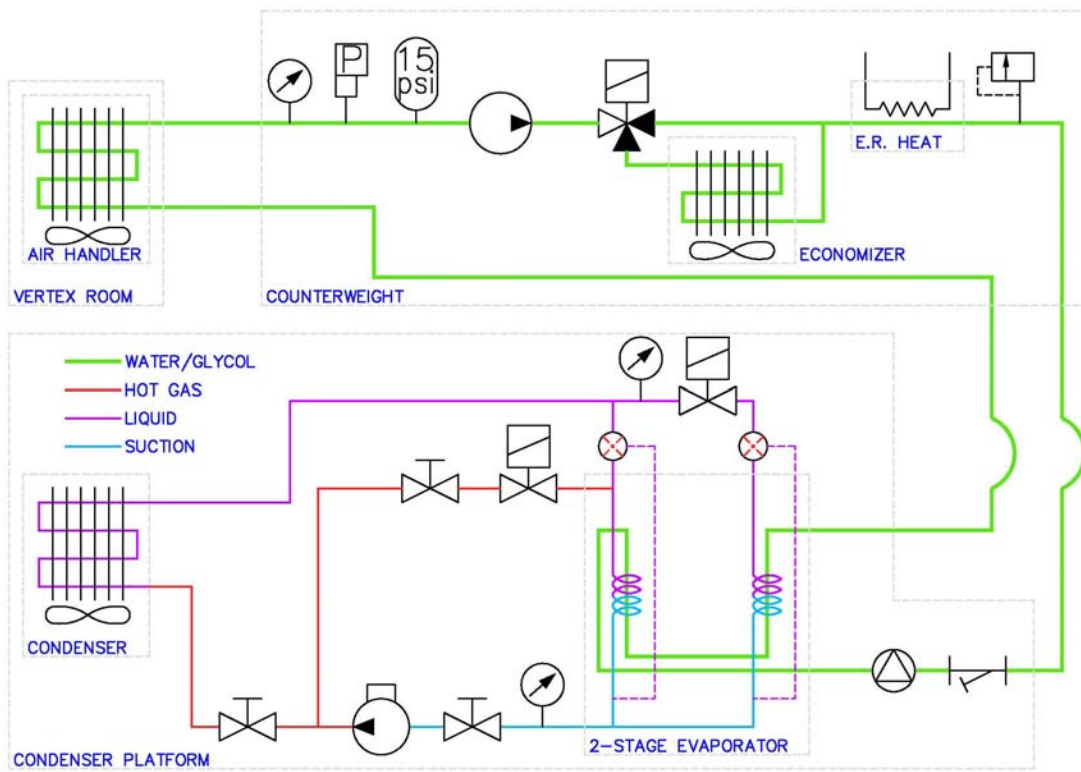 P
15
psi
E.R. HEAT
AIR HANDLER
ECONOMIZER
VERTEX ROOM
COUNTERWEIGHT
WATER/GLYCOL
HOT GAS
LIQUID
SUCTION
CONDENSER
2-STAGE EVAPORATOR
CONDENSER PLATFORM